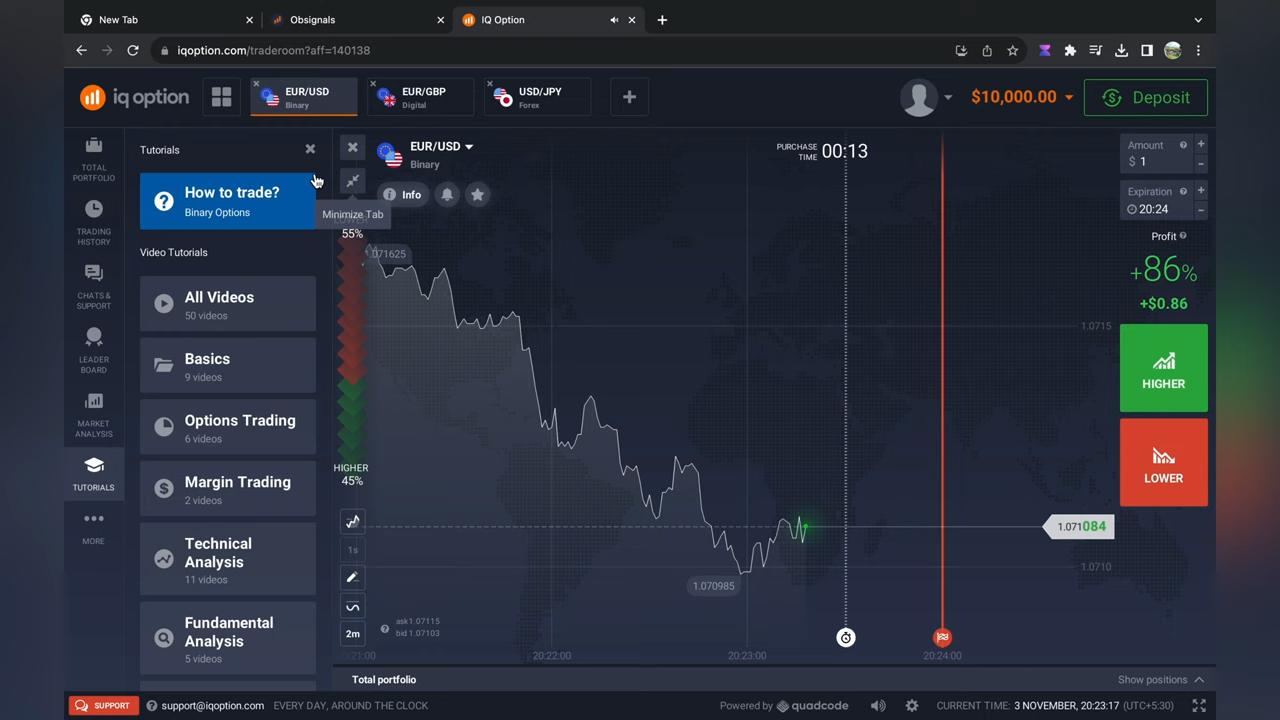 New Tab
Obsignals
IQ Option
iqoption.com/traderoom?aff=140138
iq option
EUR/USD
Binary
EUR/GBP
Digital
USD/JPY
Forex
$10,000.00
Deposit
TOTAL
PORTFOLIO
TRADING
HISTORY
CHATS &
SUPPORT
LEADER
BOARD
MARKET
ANALYSIS
TUTORIALS
MORE
Tutorials
How to trade?
Binary Options
Video Tutorials
All Videos
50 videos
Basics
9 videos
Options Trading
6 videos
Margin Trading
2 videos
Technical
Analysis
11 videos
Fundamental
Analysis
5 videos
EUR/USD
Binary
Info
Minimize Tab
LOWER
55%
HIGHER
45%
1s
2m
ask1.07115
bid1.07103
1.071625
1.070985
PURCHASE
TIME
00:13
1.0715
1.071084
1.0710
0:21:00
20:22:00
20:23:00
20:24:00
Amount
$ 1
Expiration
20:24
Profit
+86%
+$0.86
HIGHER
LOWER
Total portfolio
Show positions
SUPPORT
support@iqoption.com
EVERY DAY, AROUND THE CLOCK
Powered by quadcode
CURRENT TIME: 3 NOVEMBER, 20:23:17 (UTC+5:30)